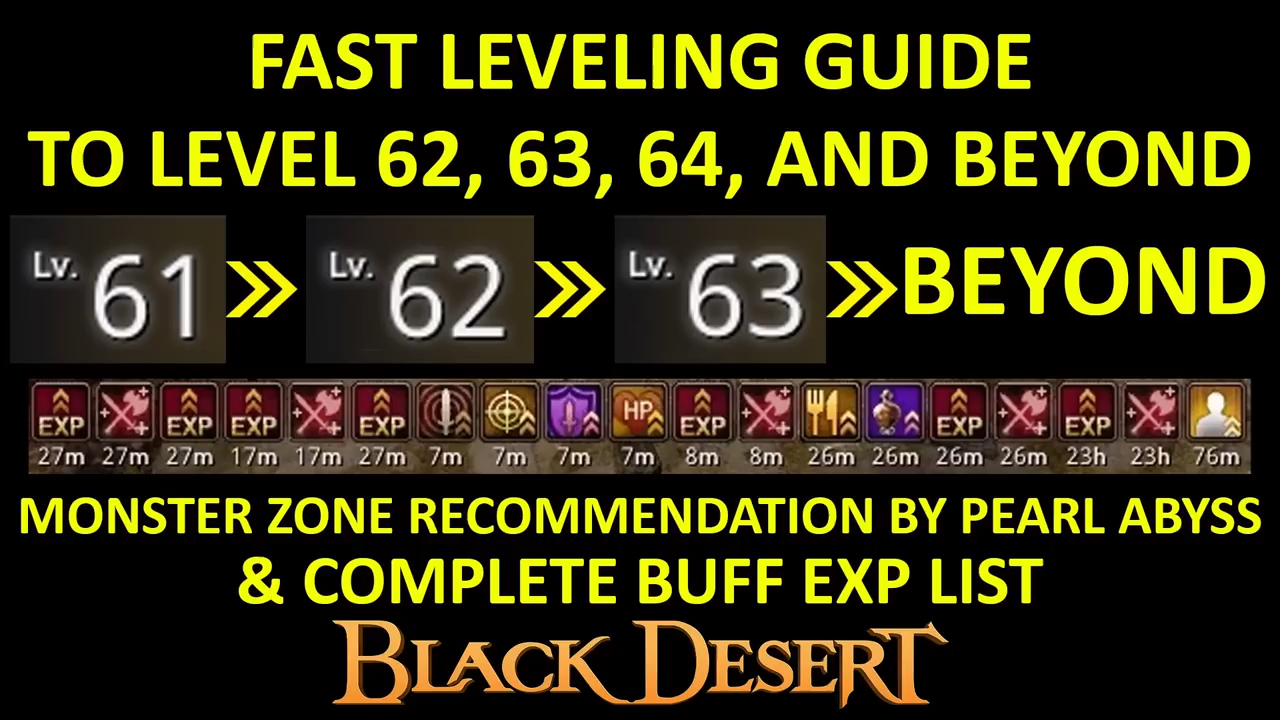 FAST LEVELING GUIDE
TO LEVEL 62, 63, 64, AND BEYOND
Lv. 61 Lv. 62 Lv. 63 BEYOND
EXP EXP EXP EXP HP EXP EXP EXP
27m 27m 27m 17m 17m 27m 7m 7m 7m 7m 8m 8m 26m 26m 26m 26m 23h 23h 76m
MONSTER ZONE RECOMMENDATION BY PEARL ABYSS
& COMPLETE BUFF EXP LIST
BLACK DESERT